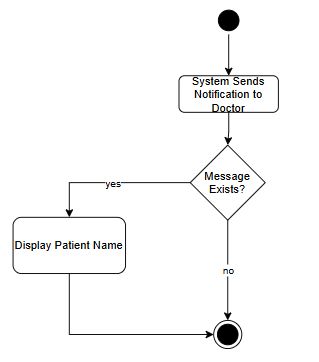 System Sends
Notification to
Doctor
Message
Exists?
yes
Display Patient Name
no